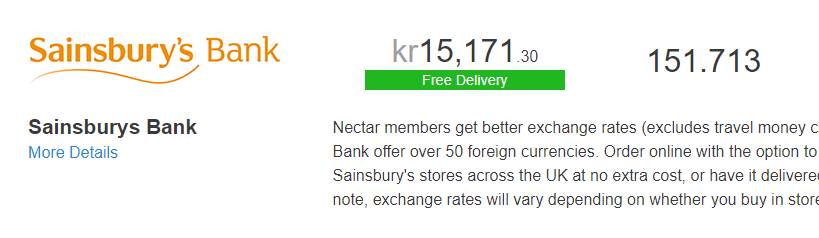 Sainsbury's Bank
kr15,171.30
151.713
Free Delivery
Sainsburys Bank
More Details
Nectar members get better exchange rates (excludes travel money c
Bank offer over 50 foreign currencies. Order online with the option to
Sainsbury's stores across the UK at no extra cost, or have it delivered
note, exchange rates will vary depending on whether you buy in store